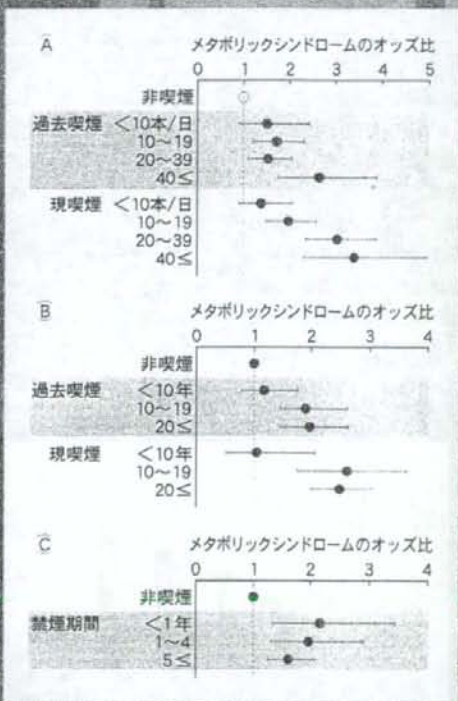 A
メタボリックシンドロームのオッズ比
0 1 2 3 4 5
非喫煙
過去喫煙 <10本/日
10〜19
20〜39
40≤
現喫煙 <10本/日
10〜19
20〜39
40≤
B
メタボリックシンドロームのオッズ比
0 1 2 3 4
非喫煙
過去喫煙 <10年
10〜19
20≤
現喫煙 <10年
10〜19
20≤
C
メタボリックシンドロームのオッズ比
0 1 2 3 4
非喫煙
禁煙期間 <1年
1〜4
5≤